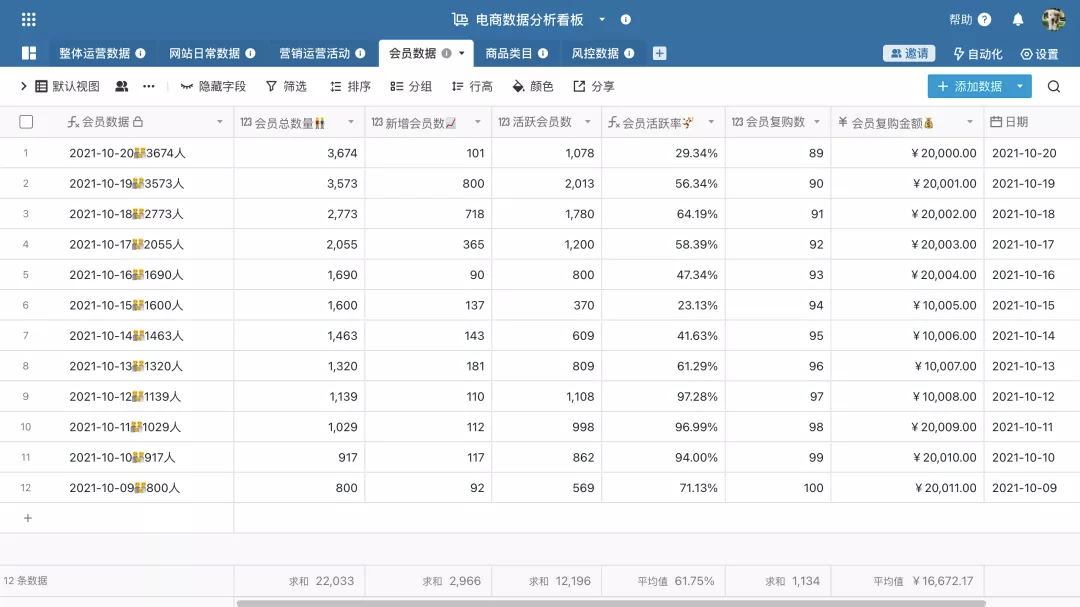 电商数据分析看板
帮助
整体运营数据 网站日常数据 营销运营活动 会员数据 商品类目 风控数据 邀请 自动化 设置
默认视图 隐藏字段 筛选 排序 分组 行高 颜色 分享 + 添加数据
会员数据 123 会员总数量 123 新增会员数 123 活跃会员数 会员活跃率 123 会员复购数 ¥ 会员复购金额 日期
1 2021-10-20 3674人 3,674 101 1,078 29.34% 89 ¥20,000.00 2021-10-20
2 2021-10-19 3573人 3,573 800 2,013 56.34% 90 ¥20,001.00 2021-10-19
3 2021-10-18 2773人 2,773 718 1,780 64.19% 91 ¥20,002.00 2021-10-18
4 2021-10-17 2055人 2,055 365 1,200 58.39% 92 ¥20,003.00 2021-10-17
5 2021-10-16 1690人 1,690 90 800 47.34% 93 ¥20,004.00 2021-10-16
6 2021-10-15 1600人 1,600 137 370 23.13% 94 ¥10,005.00 2021-10-15
7 2021-10-14 1463人 1,463 143 609 41.63% 95 ¥10,006.00 2021-10-14
8 2021-10-13 1320人 1,320 181 809 61.29% 96 ¥10,007.00 2021-10-13
9 2021-10-12 1139人 1,139 110 1,108 97.28% 97 ¥10,008.00 2021-10-12
10 2021-10-11 1029人 1,029 112 998 96.99% 98 ¥20,009.00 2021-10-11
11 2021-10-10 917人 917 117 862 94.00% 99 ¥20,010.00 2021-10-10
12 2021-10-09 800人 800 92 569 71.13% 100 ¥20,011.00 2021-10-09
+
12 条数据 求和 22,033 求和 2,966 求和 12,196 平均值 61.75% 求和 1,134 平均值 ¥16,672.17